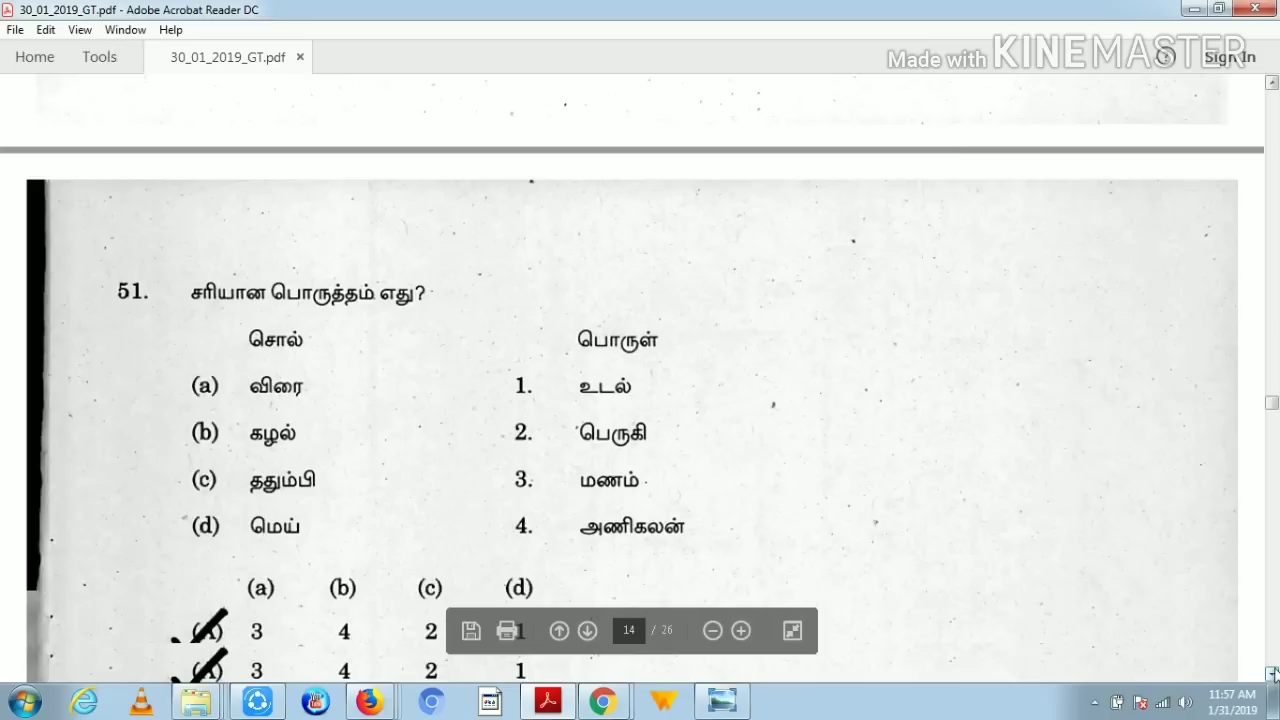 30_01_2019_GT.pdf - Adobe Acrobat Reader DC
File Edit View Window Help
Home Tools 30_01_2019_GT.pdf × Sign In
Made with KINEMASTER
51. சரியான பொருத்தம் எது?
சொல் பொருள்
(a) விரை 1. உடல்
(b) கழல் 2. பெருகி
(c) ததும்பி 3. மணம்
(d) மெய் 4. அணிகலன்
(a) (b) (c) (d)
(A) 3 4 2 1
14 / 26
(A) 3 4 2 1
11:57 AM
1/31/2019